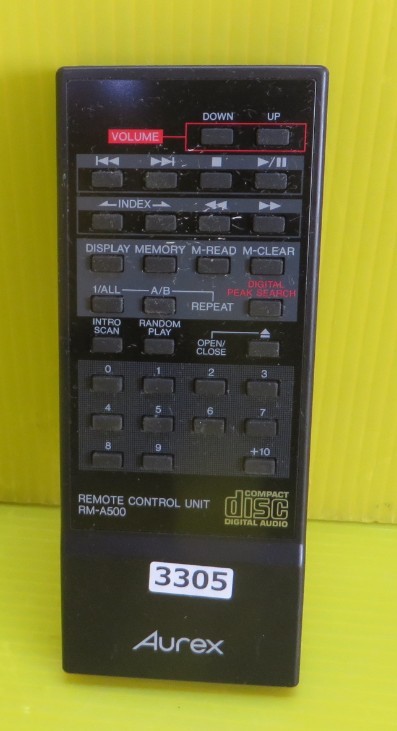 DOWN UP
VOLUME
INDEX
DISPLAY MEMORY M-READ M-CLEAR
1/ALL A/B REPEAT DIGITAL
PEAK SEARCH
INTRO
SCAN
RANDOM
PLAY
OPEN/
CLOSE
0 1 2 3
4 5 6 7
8 9 +10
REMOTE CONTROL UNIT
RM-A500
COMPACT
disc
DIGITAL AUDIO
3305
Aurex